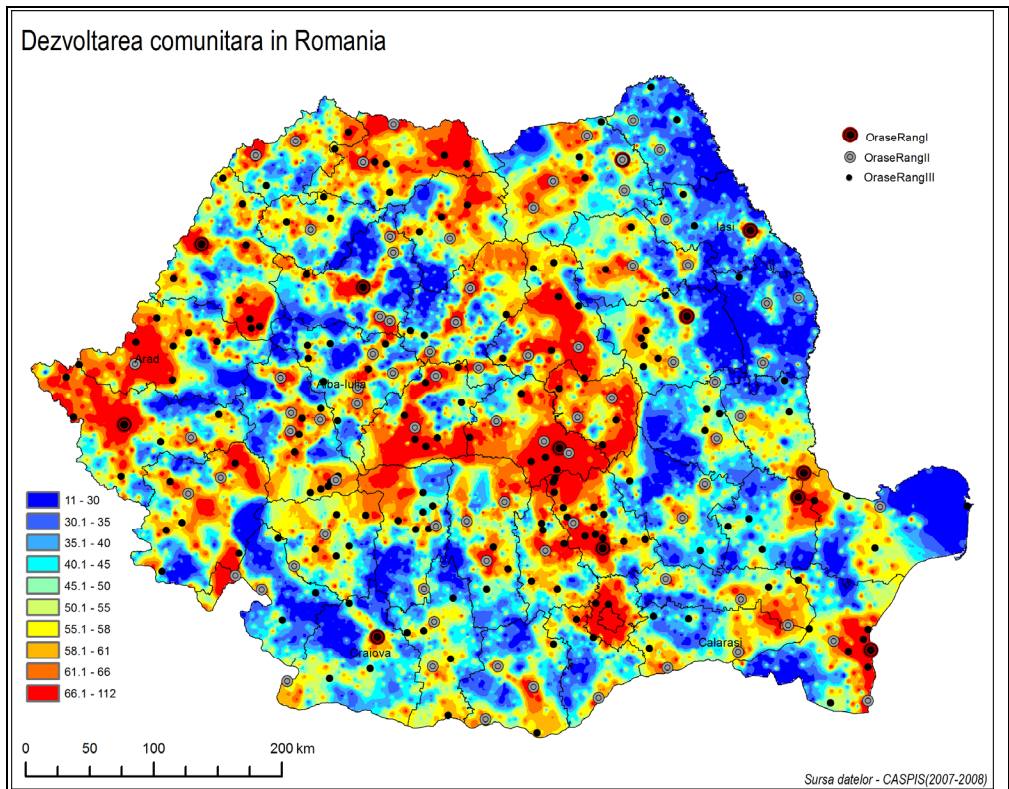 Dezvoltarea comunitara in Romania
OraseRangI
OraseRangII
OraseRangIII
Iasi
Arad
Alba-Iulia
Craiova
Calarasi
11 - 30
30.1 - 35
35.1 - 40
40.1 - 45
45.1 - 50
50.1 - 55
55.1 - 58
58.1 - 61
61.1 - 66
66.1 - 112
0 50 100 200 km
Sursa datelor - CASPIS(2007-2008)